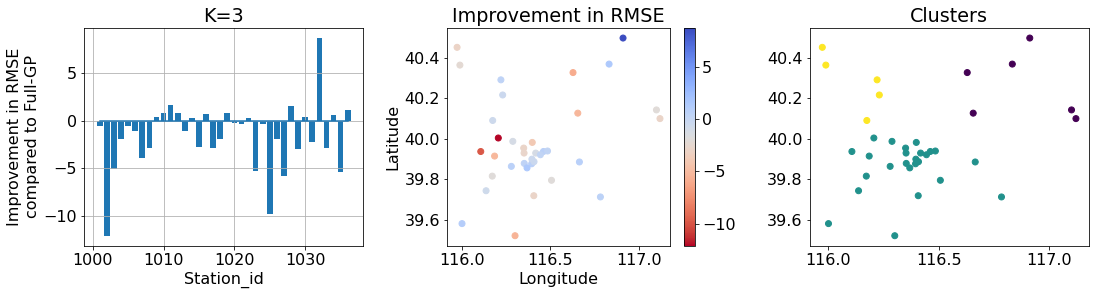 K=3
Improvement in RMSE
compared to Full-GP
5
0
−5
−10
1000 1010 1020 1030
Station_id
Improvement in RMSE
Latitude
40.4
40.2
40.0
39.8
39.6
116.0 116.5 117.0
Longitude
5
0
−5
−10
Clusters
40.4
40.2
40.0
39.8
39.6
116.0 116.5 117.0